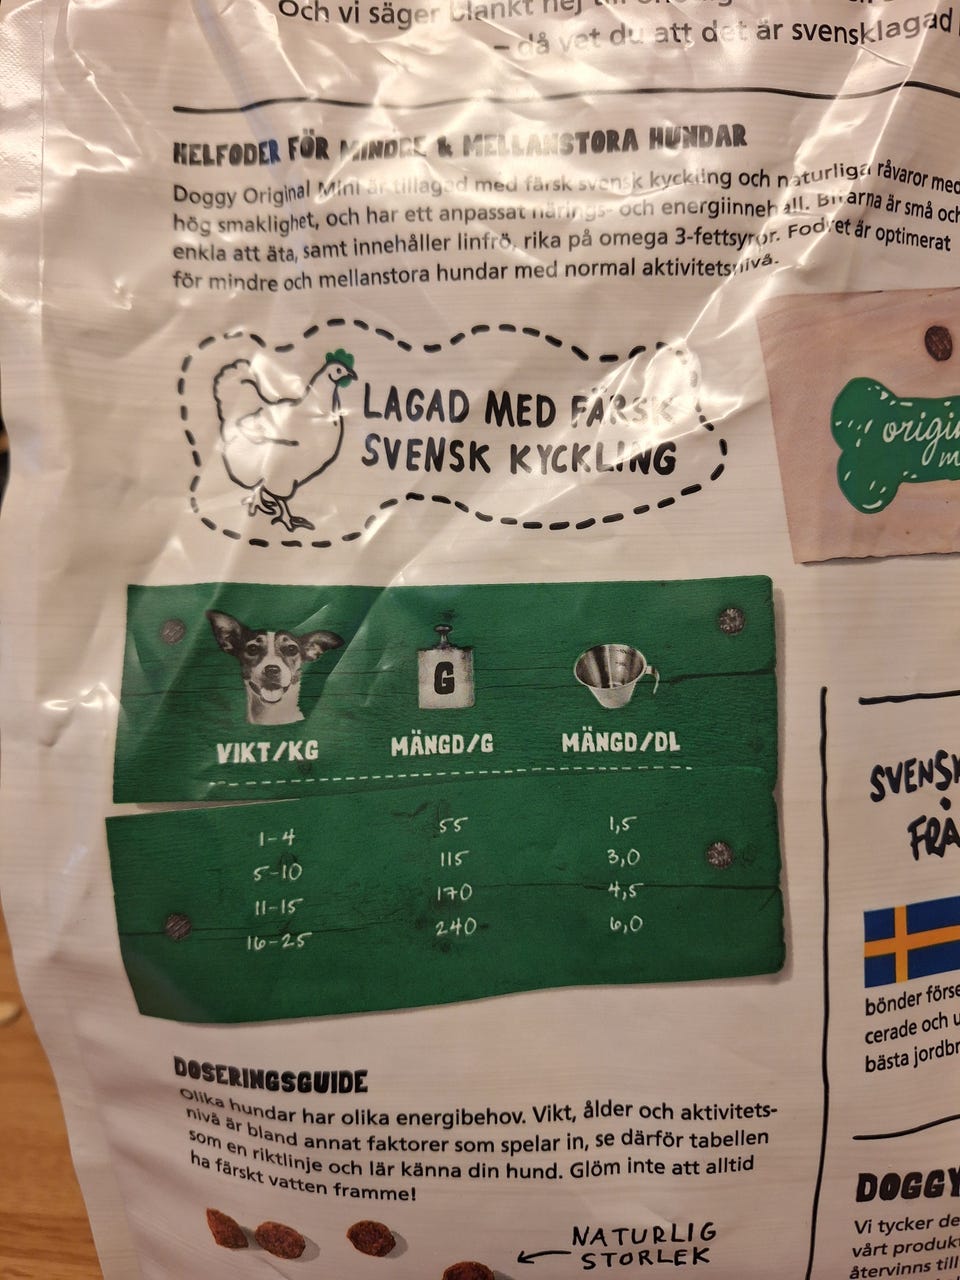 Och vi säger blankt nej
– då vet du att det är svensklagad
HELFODER FÖR MINDRE & MELLANSTORA HUNDAR
Doggy Original Mini är tillagad med färsk svensk kyckling och naturliga råvaror med
hög smaklighet, och har ett anpassat närings- och energiinnehåll. Bitarna är små och
enkla att äta, samt innehåller linfrö, rika på omega 3-fettsyror. Fodret är optimerat
för mindre och mellanstora hundar med normal aktivitetsnivå.
LAGAD MED FÄRSK
SVENSK KYCKLING
G
VIKT/KG MÄNGD/G MÄNGD/DL
1-4 55 1,5
5-10 115 3,0
11-15 170 4,5
16-25 240 6,0
DOSERINGSGUIDE
Olika hundar har olika energibehov. Vikt, ålder och aktivitets-
nivå är bland annat faktorer som spelar in, se därför tabellen
som en riktlinje och lär känna din hund. Glöm inte att alltid
ha färskt vatten framme!
NATURLIG
STORLEK
origi
m
SVENSK
FRÅ
bönder förse
cerade och u
bästa jordbr
DOGGY
Vi tycker de
vårt produkt
återvinns till